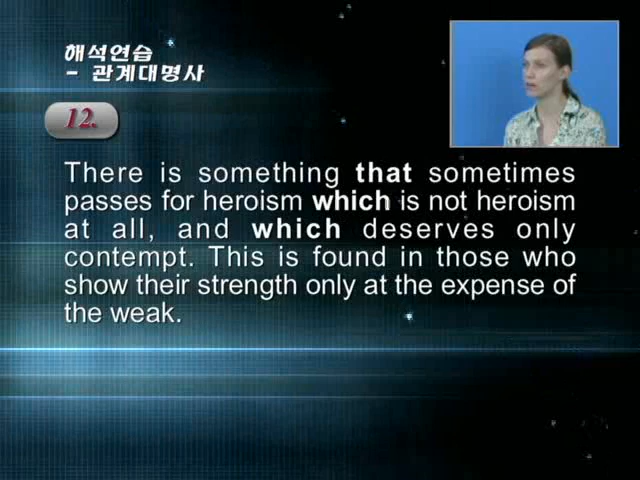 해석연습
- 관계대명사
12.
There is something that sometimes
passes for heroism which is not heroism
at all, and which deserves only
contempt. This is found in those who
show their strength only at the expense of
the weak.